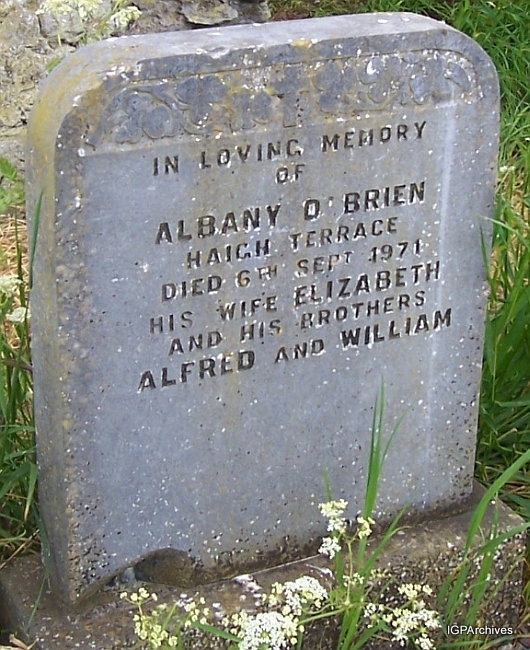 IN LOVING MEMORY
OF
ALBANY O'BRIEN
HAIGH TERRACE
DIED 6TH SEPT 1971
HIS WIFE ELIZABETH
AND HIS BROTHERS
ALFRED AND WILLIAM
IGPArchives